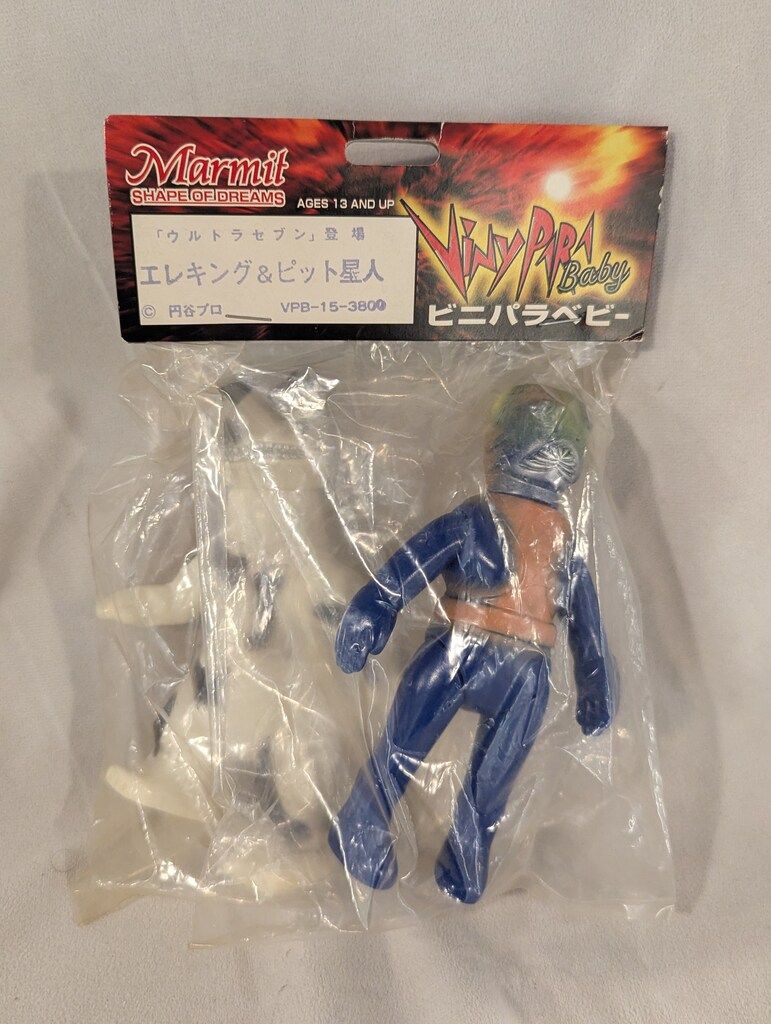 Marmit
SHAPE OF DREAMS
AGES 13 AND UP
「ウルトラセブン」登場
エレキング&ピット星人
© 円谷プロ
VPB-15-3800
VINYPARA
Baby
ビニパラベビー